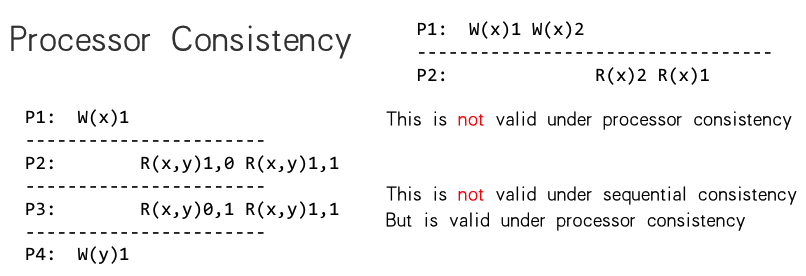 Processor Consistency
P1: W(x)1 W(x)2
----------------------------------
P2: R(x)2 R(x)1
This is not valid under processor consistency
P1: W(x)1
-----------------------
P2: R(x,y)1,0 R(x,y)1,1
-----------------------
P3: R(x,y)0,1 R(x,y)1,1
-----------------------
P4: W(y)1
This is not valid under sequential consistency
But is valid under processor consistency